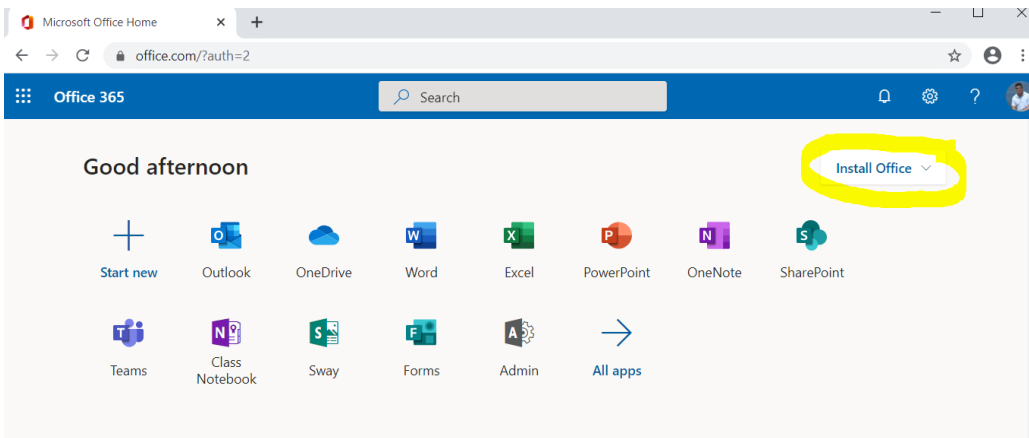 Microsoft Office Home
office.com/?auth=2
Office 365
Search
?
Good afternoon
Install Office
Start new
Outlook
OneDrive
Word
Excel
PowerPoint
OneNote
SharePoint
Teams
Class
Notebook
Sway
Forms
Admin
All apps